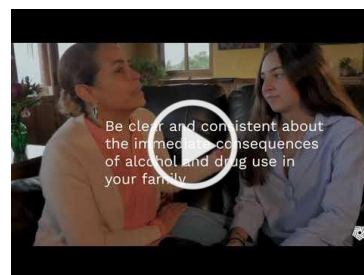 Be clear and consistent about
the immediate consequences
of alcohol and drug use in
your family